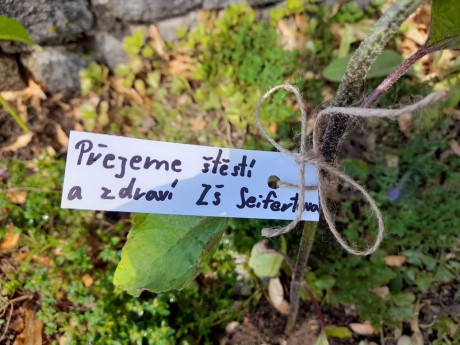 Přejeme štěstí
a zdraví ZŠ Seifertova